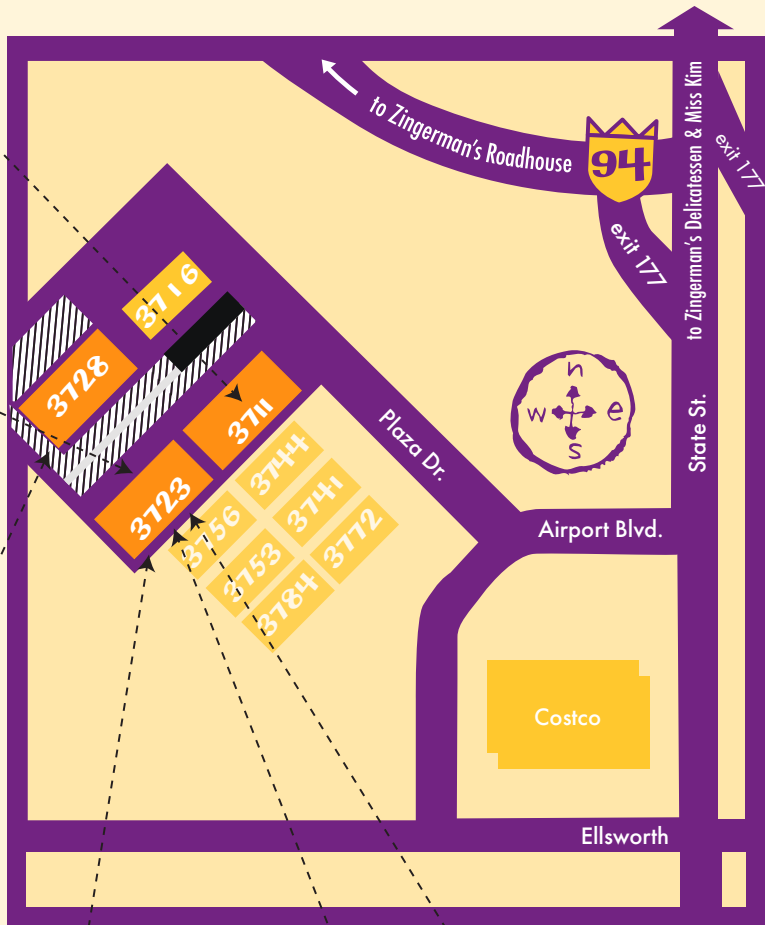 to Zingerman's Roadhouse
94
to Zingerman's Delicatessen & Miss Kim
exit 177
exit 177
3716
3728
3711
3723
3744
3741
3756
3772
3753
3784
n
w e
s
Plaza Dr.
State St.
Airport Blvd.
Costco
Ellsworth